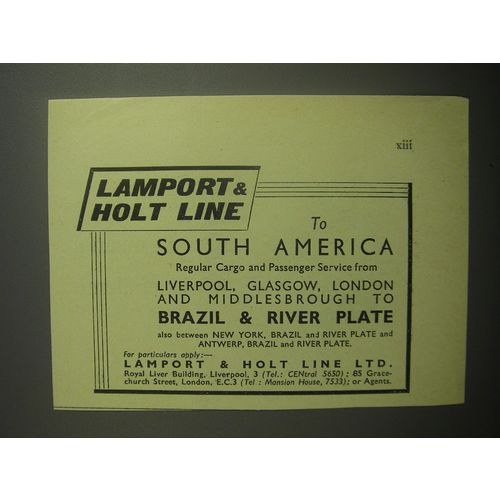 xiii
LAMPORT &
HOLT LINE
To
SOUTH AMERICA
Regular Cargo and Passenger Service from
LIVERPOOL, GLASGOW, LONDON
AND MIDDLESBROUGH TO
BRAZIL & RIVER PLATE
also between NEW YORK, BRAZIL and RIVER PLATE and
ANTWERP, BRAZIL and RIVER PLATE.
For particulars apply:—
LAMPORT & HOLT LINE LTD.
Royal Liver Building, Liverpool, 3 (Tel.: CENtral 5650); 85 Grace-
church Street, London, E.C.3 (Tel : Mansion House, 7533); or Agents.